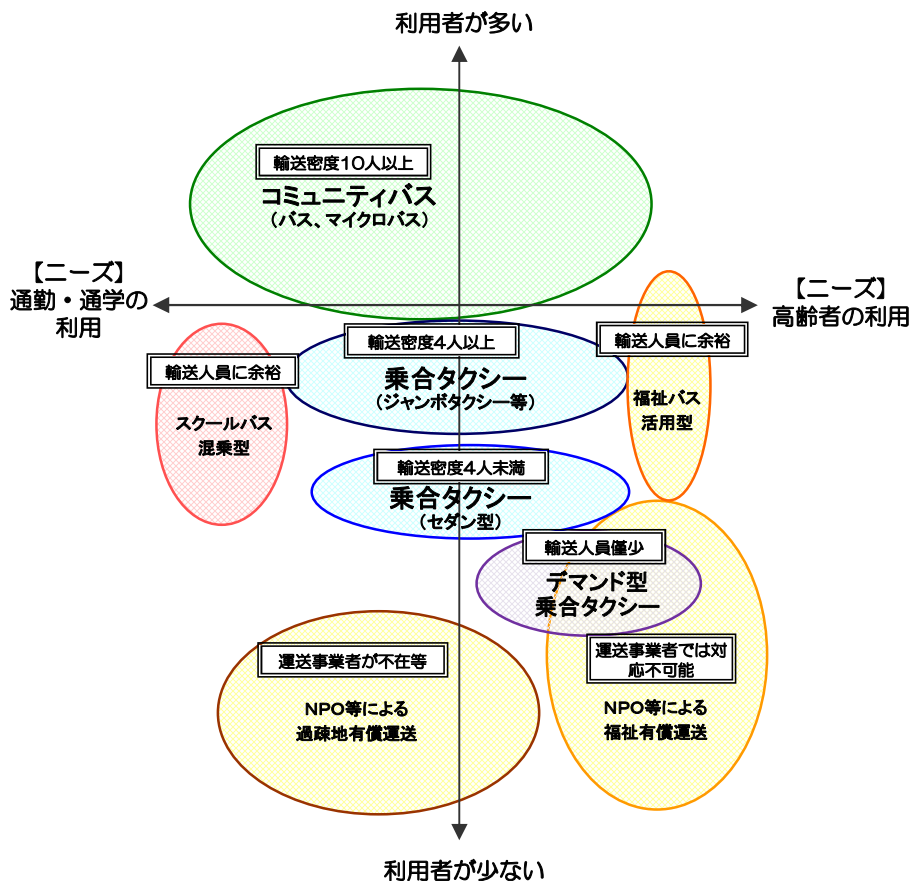 利用者が多い
輸送密度10人以上
コミュニティバス
（バス、マイクロバス）
【ニーズ】
通勤・通学の
利用
【ニーズ】
高齢者の利用
輸送密度4人以上
乗合タクシー
（ジャンボタクシー等）
輸送人員に余裕
福祉バス
活用型
輸送人員に余裕
スクールバス
混乗型
輸送密度4人未満
乗合タクシー
（セダン型）
輸送人員僅少
デマンド型
乗合タクシー
運送事業者が不在等
NPO等による
過疎地有償運送
運送事業者では対
応不可能
NPO等による
福祉有償運送
利用者が少ない